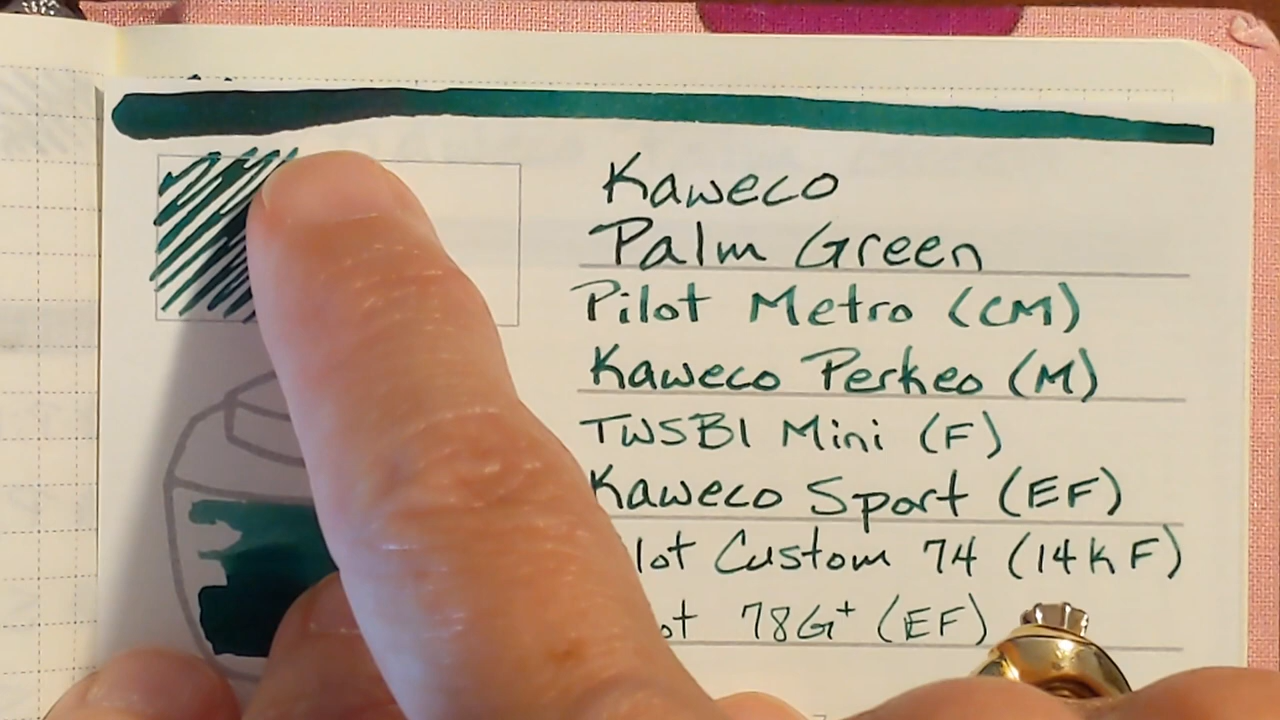 Kaweco
Palm Green
Pilot Metro (CM)
Kaweco Perkeo (M)
TWSBI Mini (F)
Kaweco Sport (EF)
lot Custom 74 (14K F)
ot 78G+ (EF)